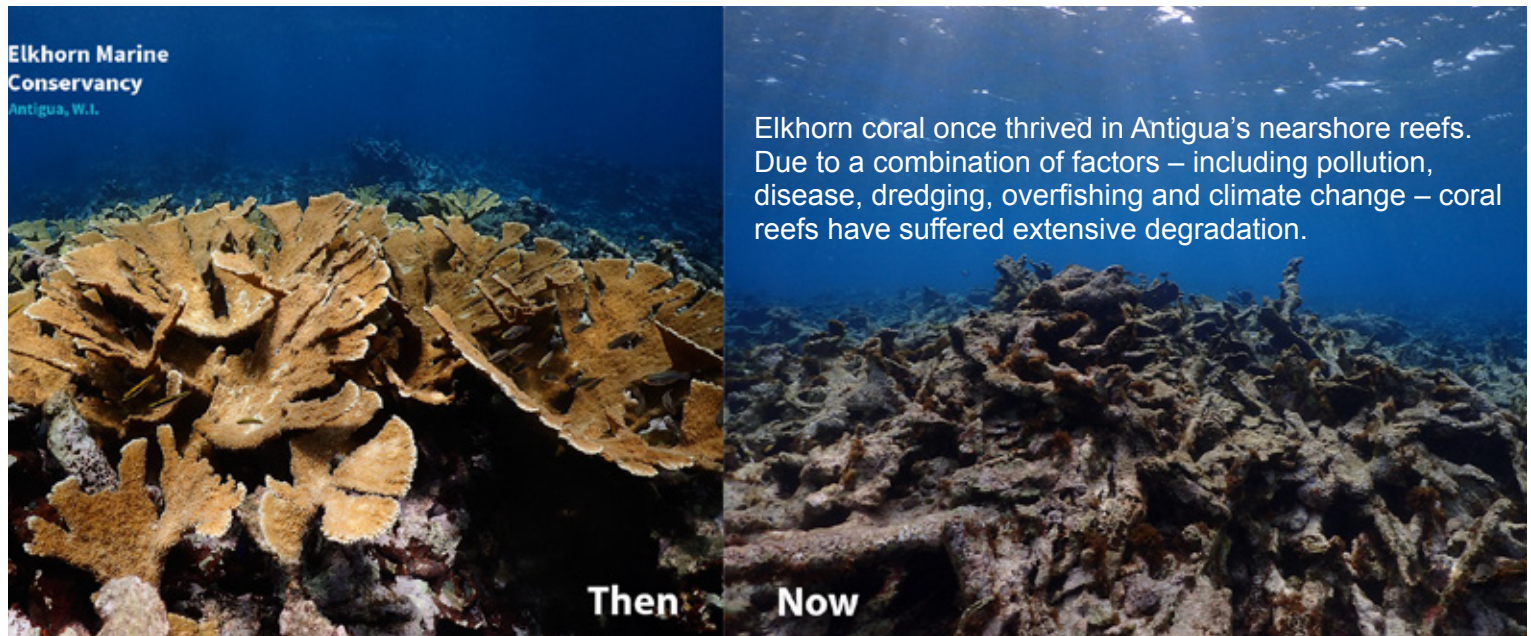 Elkhorn Marine
Conservancy
Antigua, W.I.
Elkhorn coral once thrived in Antigua’s nearshore reefs.
Due to a combination of factors – including pollution,
disease, dredging, overfishing and climate change – coral
reefs have suffered extensive degradation.
Then
Now